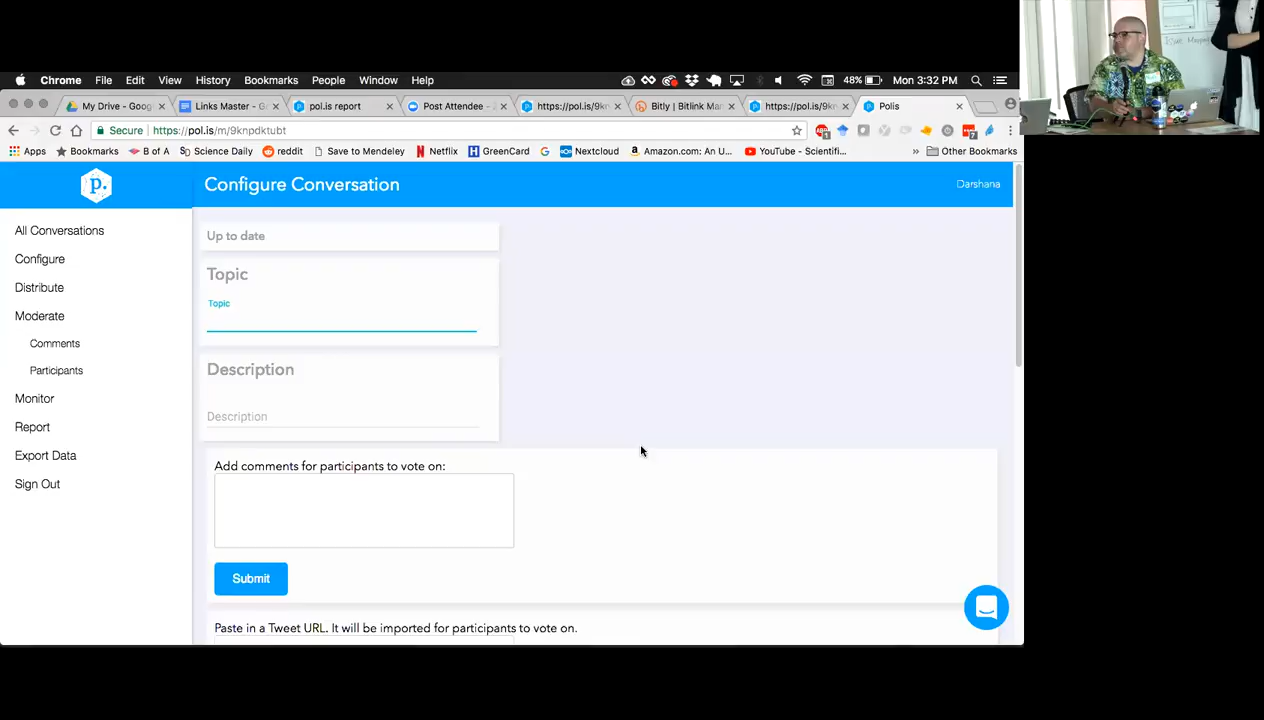 Chrome File Edit View History Bookmarks People Window Help 48% Mon 3:32 PM
My Drive - Goog Links Master - G pol.is report Post Attendee - Z https://pol.is/9kn Bitly | Bitlink Man https://pol.is/9kn Polis
Secure https://pol.is/m/9knpdktubt
Apps Bookmarks B of A Science Daily reddit Save to Mendeley Netflix GreenCard Nextcloud Amazon.com: An U... YouTube - Scientifi... » Other Bookmarks
p. Configure Conversation Darshana
All Conversations
Configure
Distribute
Moderate
Comments
Participants
Monitor
Report
Export Data
Sign Out
Up to date
Topic
Topic
Description
Description
Add comments for participants to vote on:
Submit
Paste in a Tweet URL. It will be imported for participants to vote on.